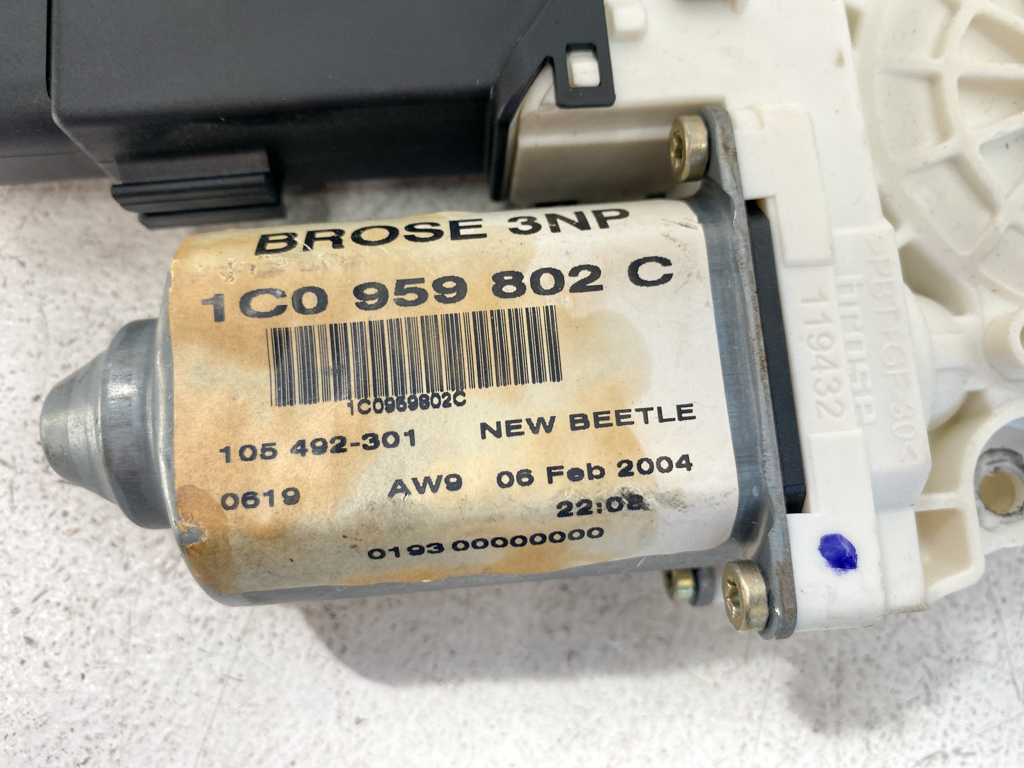 BROSE 3NP
1C0 959 802 C
1C0959802C
105 492-301 NEW BEETLE
0619 AW9 06 Feb 2004
22:08
0193 00000000
119432
brose